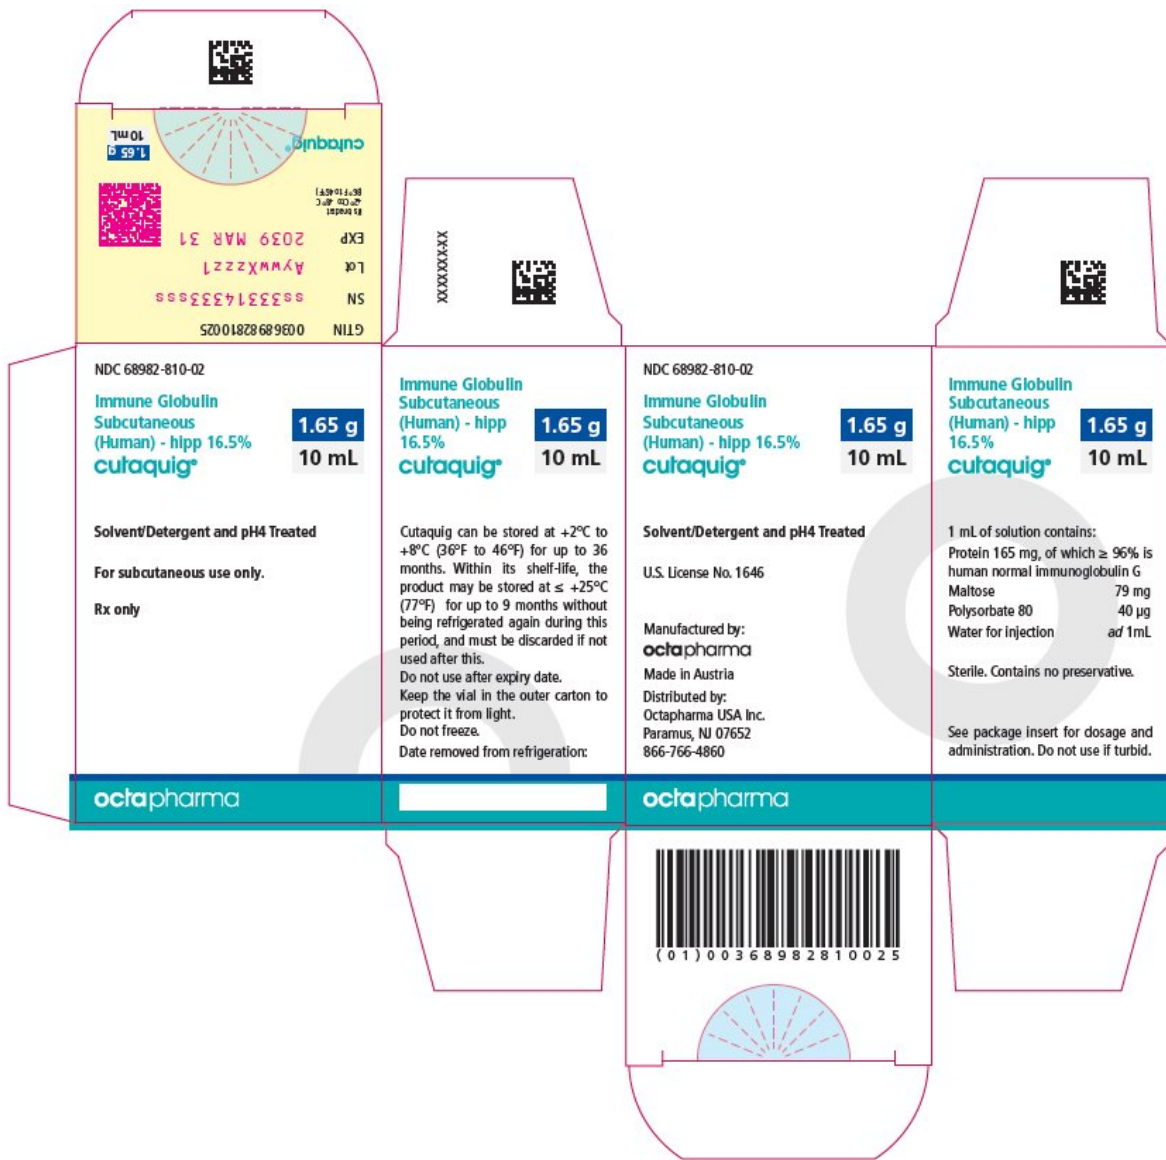 GTIN 00368982810025
SN ss33314333sss
Lot AywwXzzz1
EXP 2039 MAR 31
cutaquig®
1.65 g
10 mL
XXXXXXXX-XX
NDC 68982-810-02
Immune Globulin
Subcutaneous
(Human) - hipp 16.5%
cutaquig®
1.65 g
10 mL
Solvent/Detergent and pH4 Treated
For subcutaneous use only.
Rx only
octapharma
Immune Globulin
Subcutaneous
(Human) - hipp
16.5%
cutaquig®
1.65 g
10 mL
Cutaquig can be stored at +2°C to
+8°C (36°F to 46°F) for up to 36
months. Within its shelf-life, the
product may be stored at ≤ +25°C
(77°F) for up to 9 months without
being refrigerated again during this
period, and must be discarded if not
used after this.
Do not use after expiry date.
Keep the vial in the outer carton to
protect it from light.
Do not freeze.
Date removed from refrigeration:
NDC 68982-810-02
Immune Globulin
Subcutaneous
(Human) - hipp 16.5%
cutaquig®
1.65 g
10 mL
Solvent/Detergent and pH4 Treated
U.S. License No. 1646
Manufactured by:
octapharma
Made in Austria
Distributed by:
Octapharma USA Inc.
Paramus, NJ 07652
866-766-4860
octapharma
(01)00368982810025
Immune Globulin
Subcutaneous
(Human) - hipp
16.5%
cutaquig®
1.65 g
10 mL
1 mL of solution contains:
Protein 165 mg, of which ≥ 96% is
human normal immunoglobulin G
Maltose 79 mg
Polysorbate 80 40 µg
Water for injection ad 1mL
Sterile. Contains no preservative.
See package insert for dosage and
administration. Do not use if turbid.